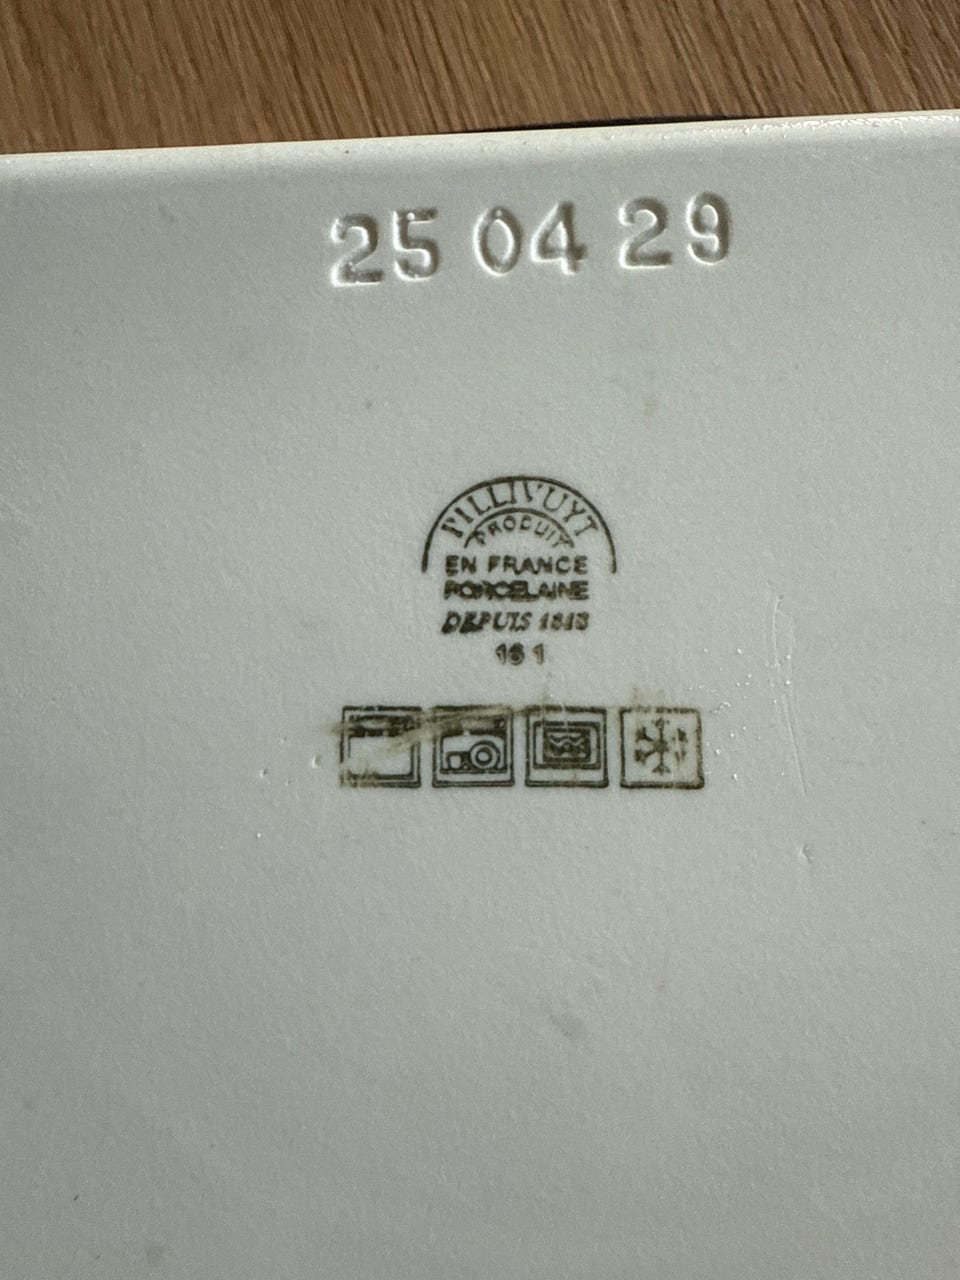 25 04 29
PILLIVUYT
PRODUIT
EN FRANCE
PORCELAINE
DEPUIS 1818
16 1